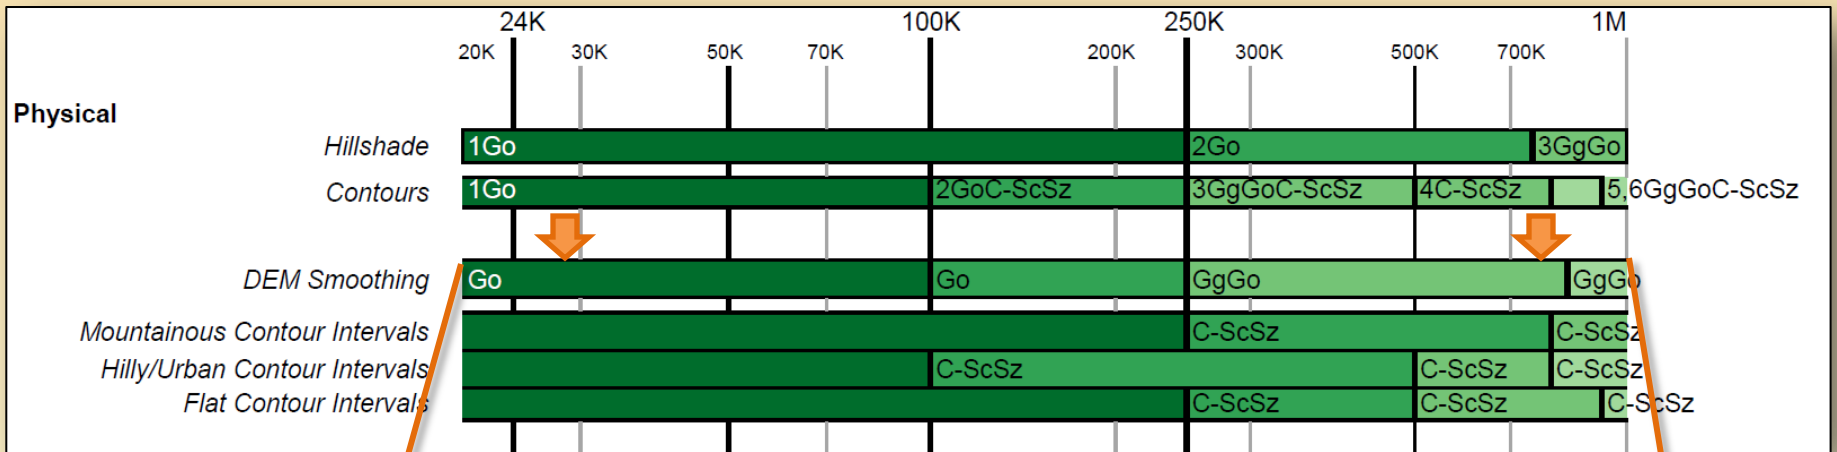 24K 100K 250K 1M
20K 30K 50K 70K 200K 300K 500K 700K
Physical
Hillshade 1Go 2Go 3GgGo
Contours 1Go 2GoC-ScSz 3GgGoC-ScSz 4C-ScSz 5,6GgGoC-ScSz
DEM Smoothing Go Go GgGo GgGo
Mountainous Contour Intervals C-ScSz C-ScSz
Hilly/Urban Contour Intervals C-ScSz C-ScSz C-ScSz
Flat Contour Intervals C-ScSz C-ScSz C-ScSz